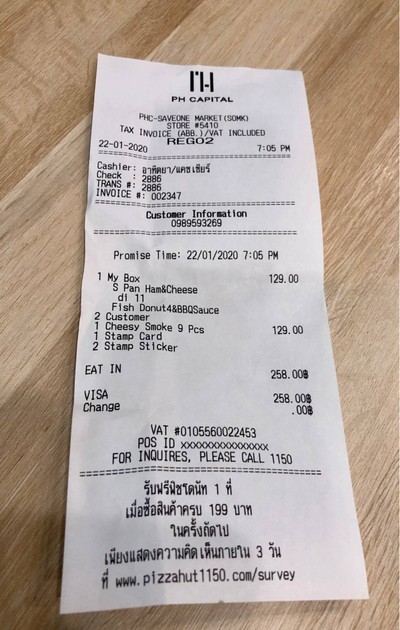 PH
PH CAPITAL
PHC-SAVEONE MARKET(SOMK)
STORE #5410
TAX INVOICE (ABB.)/VAT INCLUDED
REG02
22-01-2020 7:05 PM
Cashier: อาทิตยา/แคชเชียร์
Check : 2886
TRANS #: 2886
INVOICE #: 002347
Customer Information
0989593269
Promise Time: 22/01/2020 7:05 PM
1 My Box 129.00
S Pan Ham&Cheese
di 11
Fish Donut4&BBQSauce
2 Customer
1 Cheesy Smoke 9 Pcs 129.00
1 Stamp Card
2 Stamp Sticker
EAT IN 258.00฿
VISA 258.00฿
Change .00฿
VAT #0105560022453
POS ID XXXXXXXXXXXXXXX
FOR INQUIRES, PLEASE CALL 1150
รับฟรีฟิชโดนัท 1 ที่
เมื่อซื้อสินค้าครบ 199 บาท
ในครั้งถัดไป
เพียงแสดงความคิดเห็นภายใน 3 วัน
ที่ www.pizzahut1150.com/survey